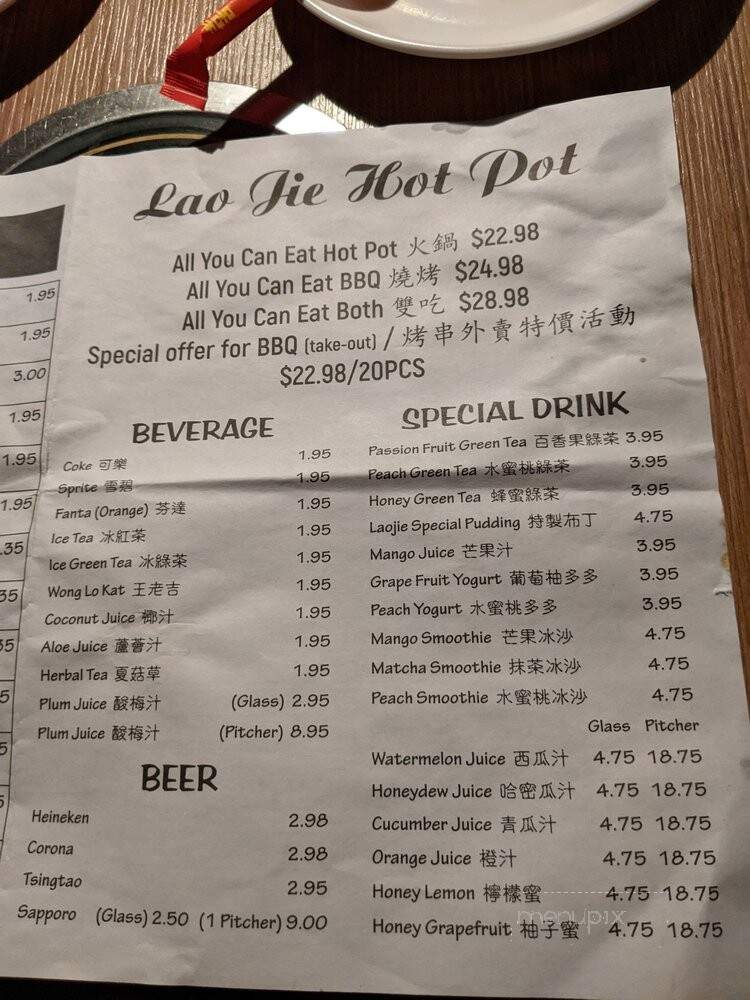 Lao Jie Hot Pot
All You Can Eat Hot Pot 火鍋 $22.98
All You Can Eat BBQ 燒烤 $24.98
All You Can Eat Both 雙吃 $28.98
Special offer for BBQ (take-out) / 烤串外賣特價活動
$22.98/20PCS
1.95
1.95
3.00
1.95
1.95
1.95
.35
35
35
5
5
BEVERAGE
Coke 可樂 1.95
Sprite 雪碧 1.95
Fanta (Orange) 芬達 1.95
Ice Tea 冰紅茶 1.95
Ice Green Tea 冰綠茶 1.95
Wong Lo Kat 王老吉 1.95
Coconut Juice 椰汁 1.95
Aloe Juice 蘆薈汁 1.95
Herbal Tea 夏菇草 1.95
Plum Juice 酸梅汁 (Glass) 2.95
Plum Juice 酸梅汁 (Pitcher) 8.95
BEER
Heineken 2.98
Corona 2.98
Tsingtao 2.95
Sapporo (Glass) 2.50 (1 Pitcher) 9.00
SPECIAL DRINK
Passion Fruit Green Tea 百香果綠茶 3.95
Peach Green Tea 水蜜桃綠茶 3.95
Honey Green Tea 蜂蜜綠茶 3.95
Laojie Special Pudding 特製布丁 4.75
Mango Juice 芒果汁 3.95
Grape Fruit Yogurt 葡萄柚多多 3.95
Peach Yogurt 水蜜桃多多 3.95
Mango Smoothie 芒果冰沙 4.75
Matcha Smoothie 抹茶冰沙 4.75
Peach Smoothie 水蜜桃冰沙 4.75
Glass Pitcher
Watermelon Juice 西瓜汁 4.75 18.75
Honeydew Juice 哈密瓜汁 4.75 18.75
Cucumber Juice 青瓜汁 4.75 18.75
Orange Juice 橙汁 4.75 18.75
Honey Lemon 檸檬蜜 4.75 18.75
Honey Grapefruit 柚子蜜 4.75 18.75
menupix